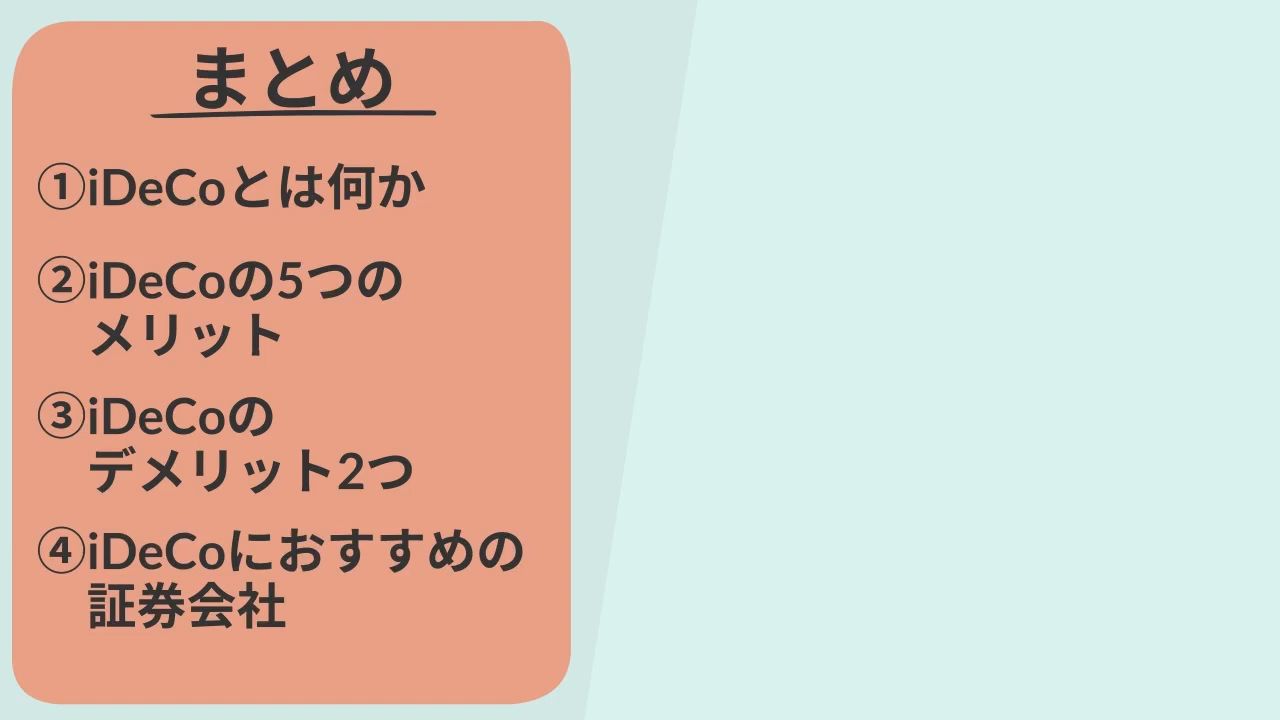 まとめ
①iDeCoとは何か
②iDeCoの5つの
メリット
③iDeCoの
デメリット2つ
④iDeCoにおすすめの
証券会社